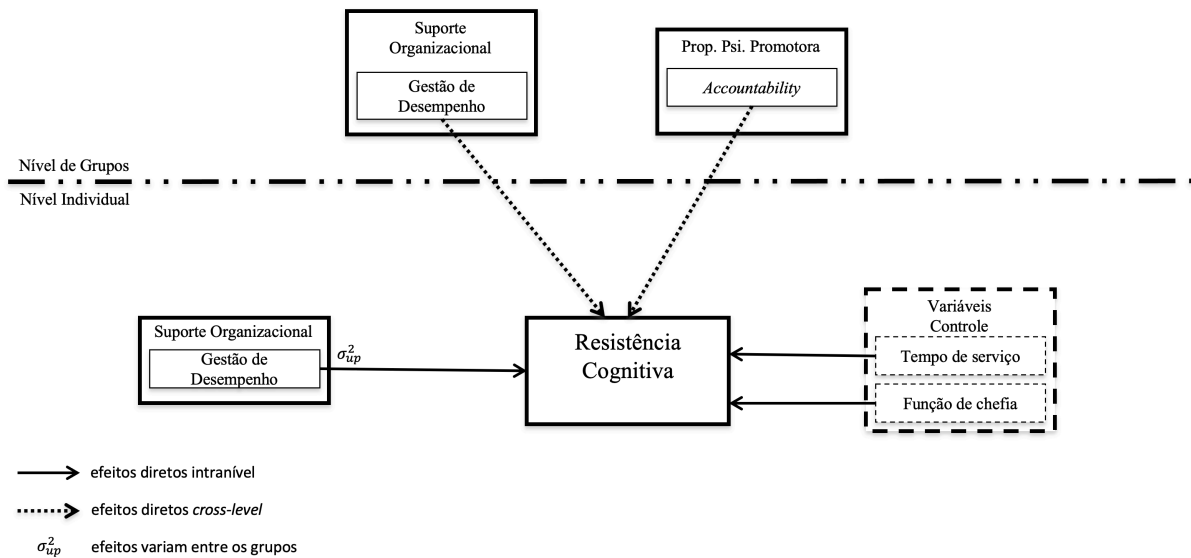 Suporte
Organizacional
Gestão de
Desempenho
Prop. Psi. Promotora
Accountability
Nível de Grupos
Nível Individual
Suporte Organizacional
Gestão de
Desempenho
σ²up
Resistência
Cognitiva
Variáveis
Controle
Tempo de serviço
Função de chefia
efeitos diretos intranível
efeitos diretos cross-level
σ²up efeitos variam entre os grupos